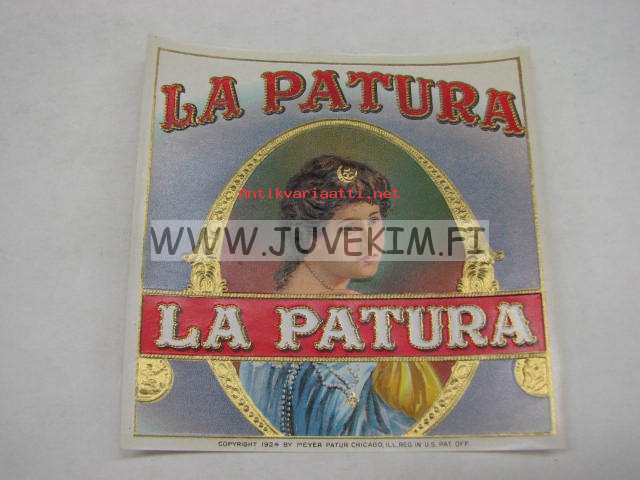 LA PATURA
Antikvariaatti.net
WWW.JUVEKIM.FI
LA PATURA
COPYRIGHT 1924 BY MEYER PATUR CHICAGO, ILL, REG. IN U.S. PAT. OFF.